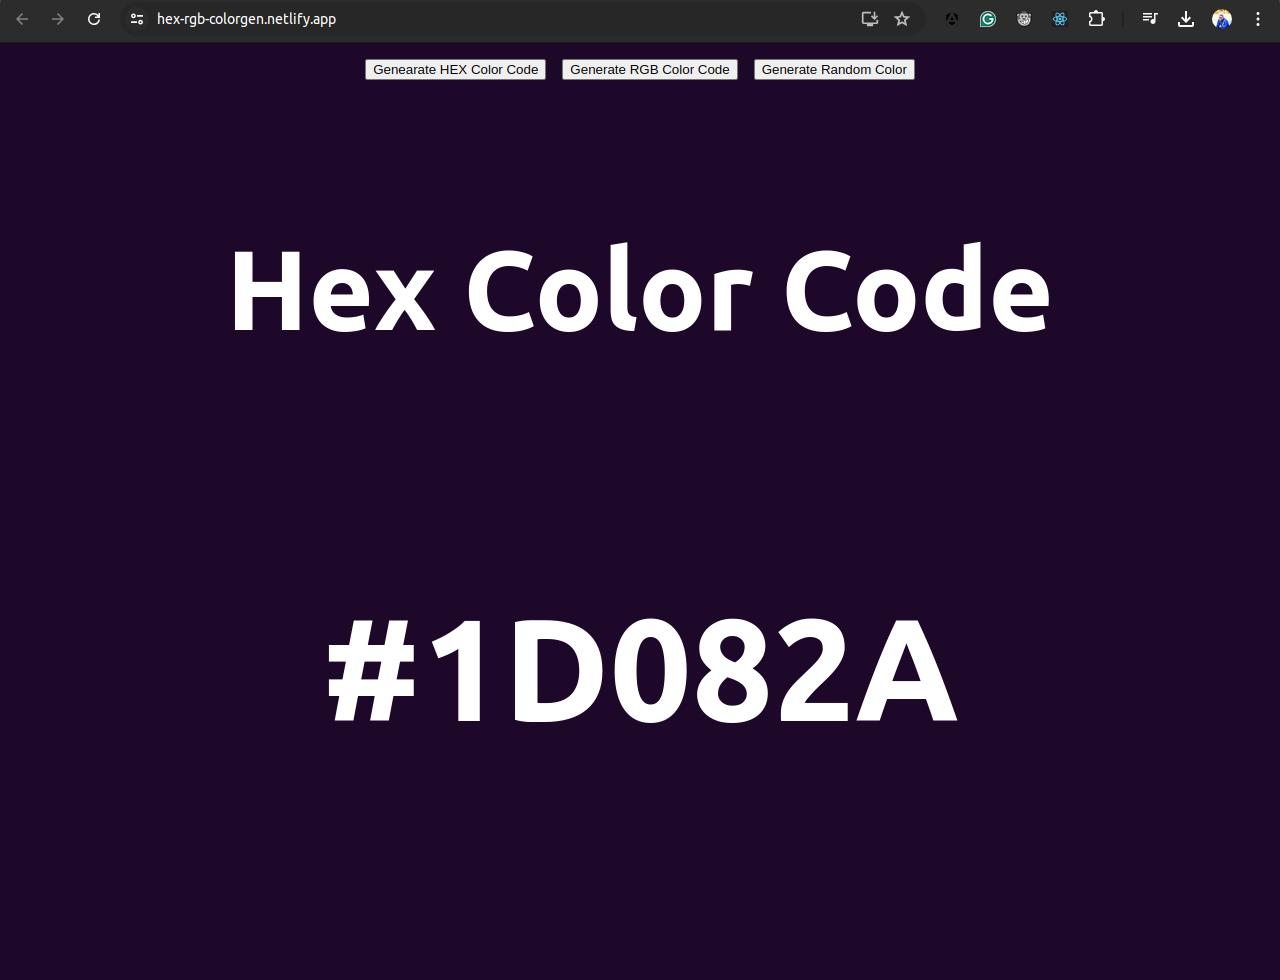 hex-rgb-colorgen.netlify.app
Genearate HEX Color Code Generate RGB Color Code Generate Random Color
Hex Color Code
#1D082A